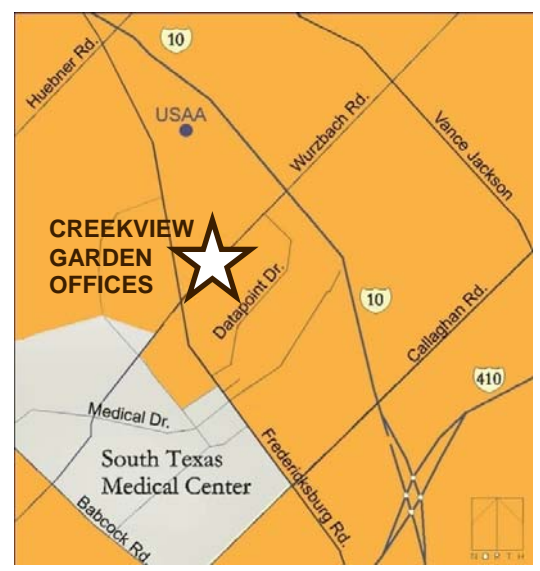 10
Huebner Rd.
USAA
Wurzbach Rd.
Vance Jackson
CREEKVIEW
GARDEN
OFFICES
Datapoint Dr.
10
Callaghan Rd.
410
Medical Dr.
South Texas
Medical Center
Fredericksburg Rd.
Babcock Rd.
NORTH